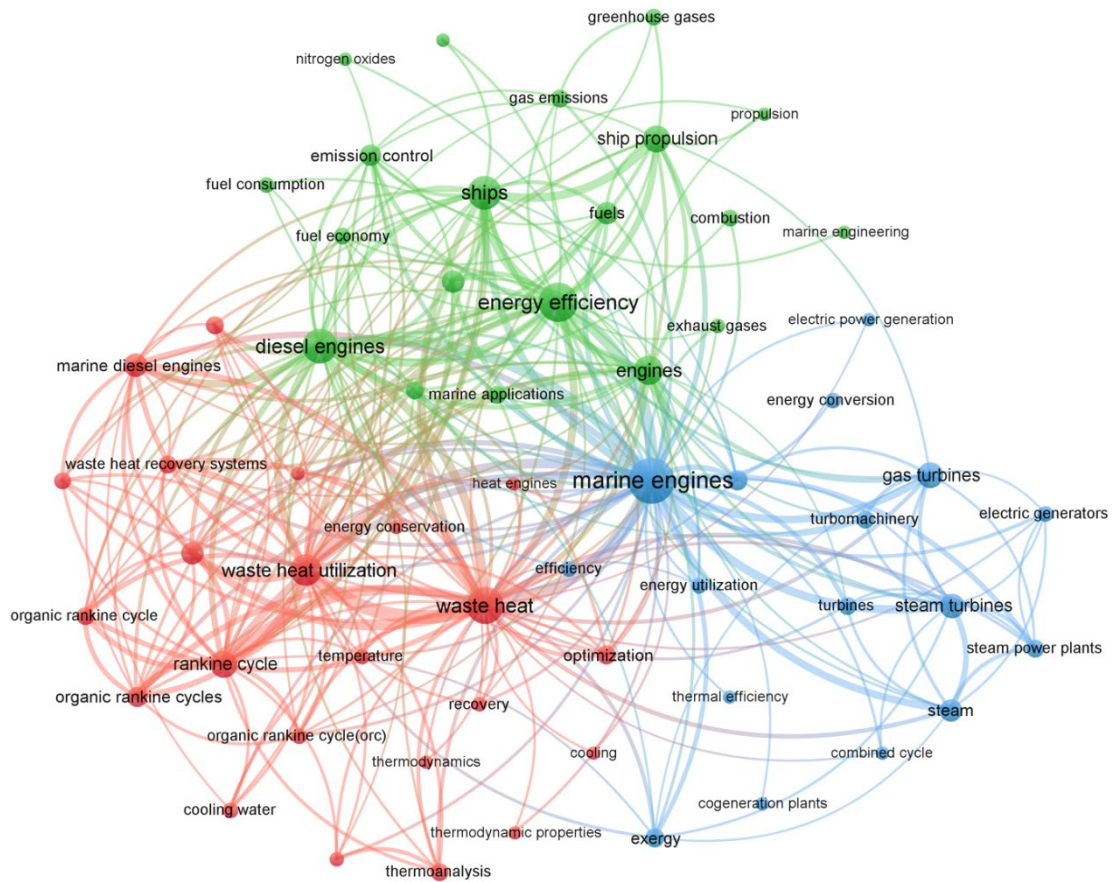 greenhouse gases
nitrogen oxides
gas emissions
propulsion
ship propulsion
emission control
fuel consumption
ships
fuels
combustion
fuel economy
marine engineering
energy efficiency
electric power generation
exhaust gases
diesel engines
marine diesel engines
engines
marine applications
energy conversion
waste heat recovery systems
heat engines
marine engines
gas turbines
energy conservation
turbomachinery
electric generators
waste heat utilization
efficiency
energy utilization
waste heat
turbines
steam turbines
organic rankine cycle
rankine cycle
temperature
optimization
steam power plants
organic rankine cycles
recovery
thermal efficiency
steam
organic rankine cycle(orc)
thermodynamics
cooling
combined cycle
cooling water
cogeneration plants
thermodynamic properties
exergy
thermoanalysis